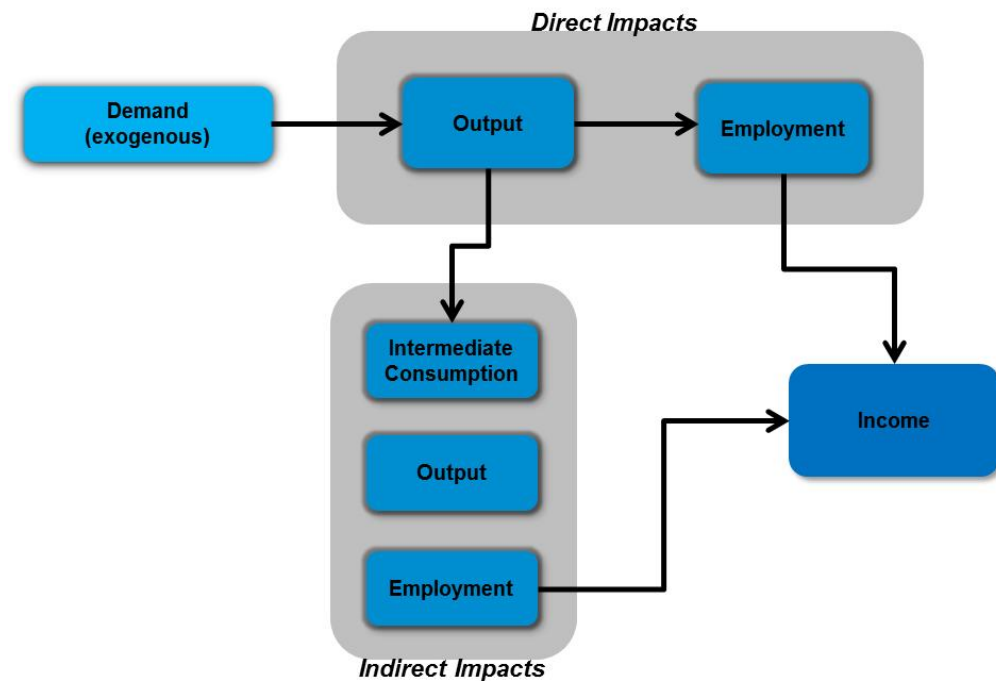 Direct Impacts
Demand
(exogenous)
Output
Employment
Intermediate
Consumption
Output
Employment
Income
Indirect Impacts